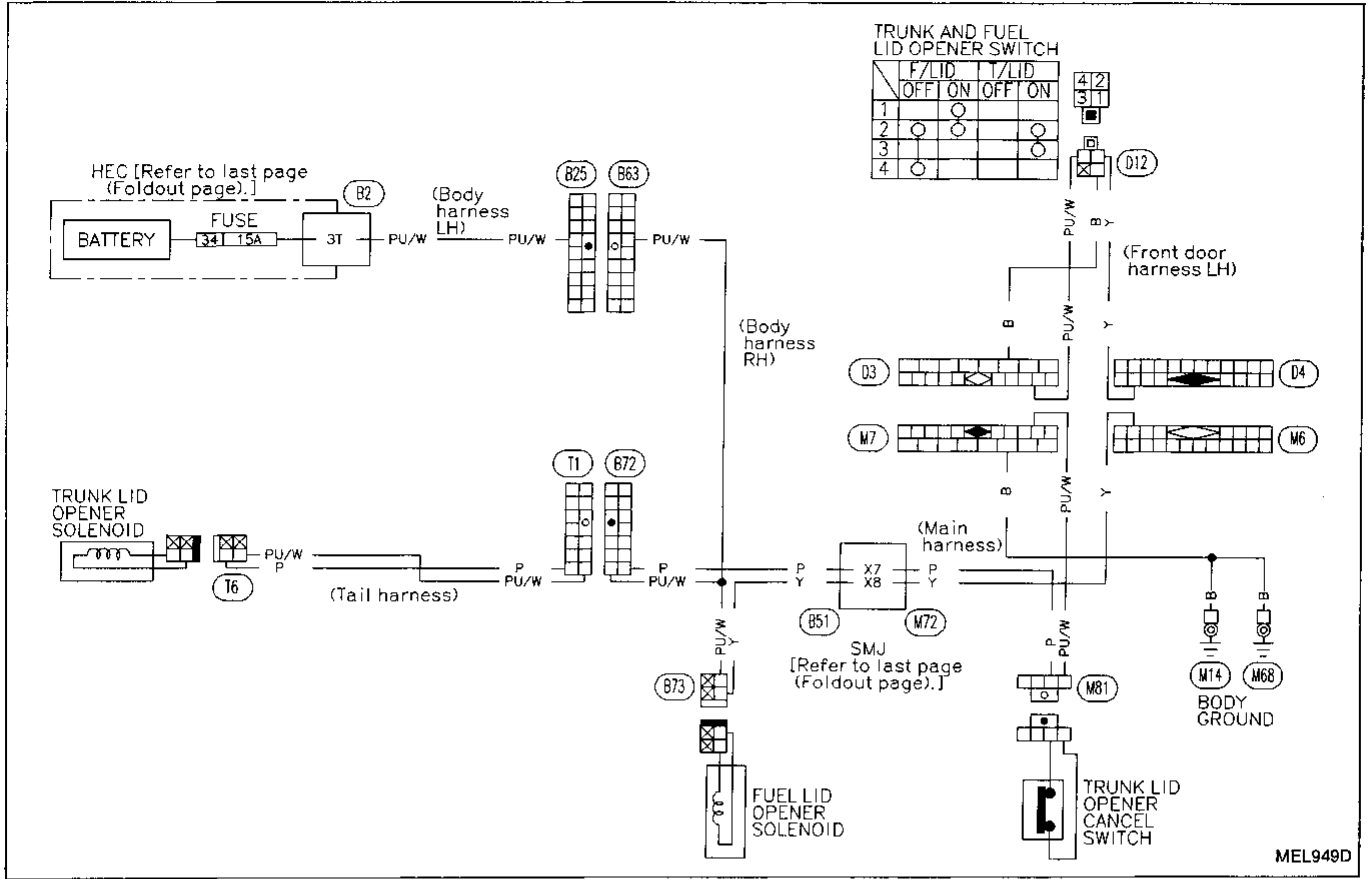 TRUNK AND FUEL
LID OPENER SWITCH
F/LID T/LID
OFF ON OFF ON
1
2
3
4
4 2
3 1
D12
HEC [Refer to last page
(Foldout page).]
B2
BATTERY
FUSE
34 15A
3T
PU/W
(Body
harness
LH)
PU/W
B25
B63
PU/W
PU/W
B
Y
(Front door
harness LH)
(Body
harness
RH)
B
PU/W
Y
D3
D4
M7
M6
B
PU/W
Y
T1
B72
TRUNK LID
OPENER
SOLENOID
T6
PU/W
P
(Tail harness)
P
PU/W
P
PU/W
P
Y
X7
X8
P
Y
(Main
harness)
B51
M72
SMJ
[Refer to last page
(Foldout page).]
PU/W
Y
B73
FUEL LID
OPENER
SOLENOID
P
PU/W
M81
TRUNK LID
OPENER
CANCEL
SWITCH
B
B
M14
M68
BODY
GROUND
MEL949D